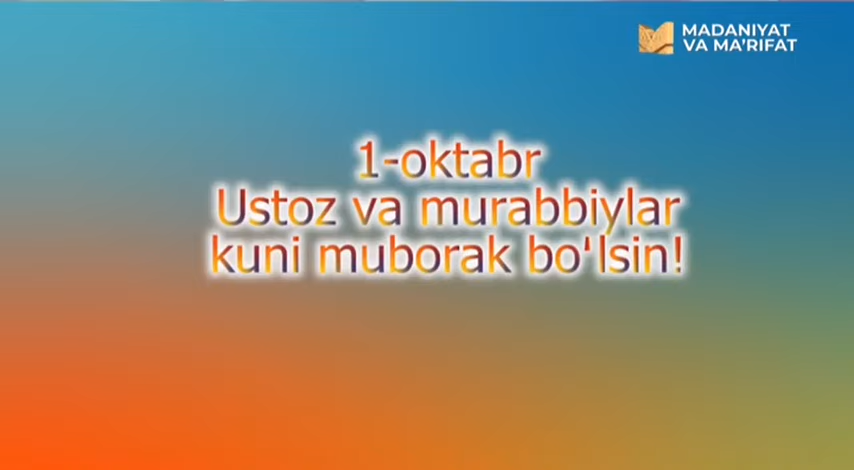 MADANIYAT
VA MA'RIFAT
1-oktabr
Ustoz va murabbiylar
kuni muborak bo'lsin!